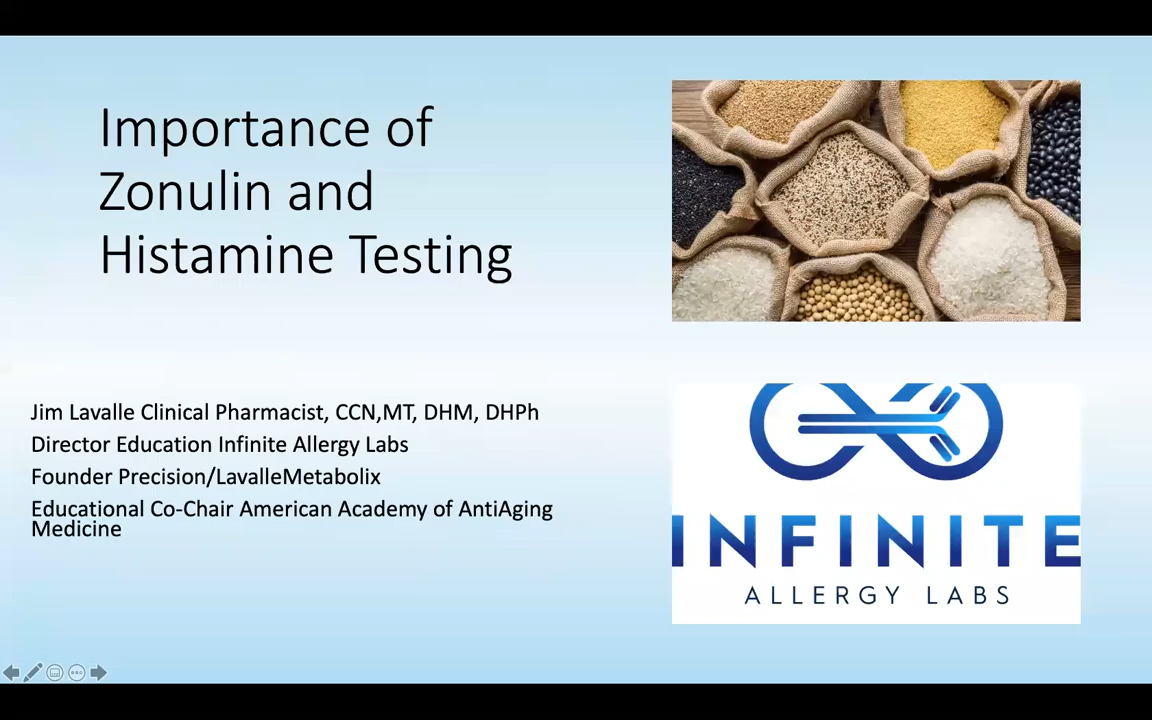 Importance of
Zonulin and
Histamine Testing
Jim Lavalle Clinical Pharmacist, CCN,MT, DHM, DHPh
Director Education Infinite Allergy Labs
Founder Precision/LavalleMetabolix
Educational Co-Chair American Academy of AntiAging
Medicine
INFINITE
ALLERGY LABS